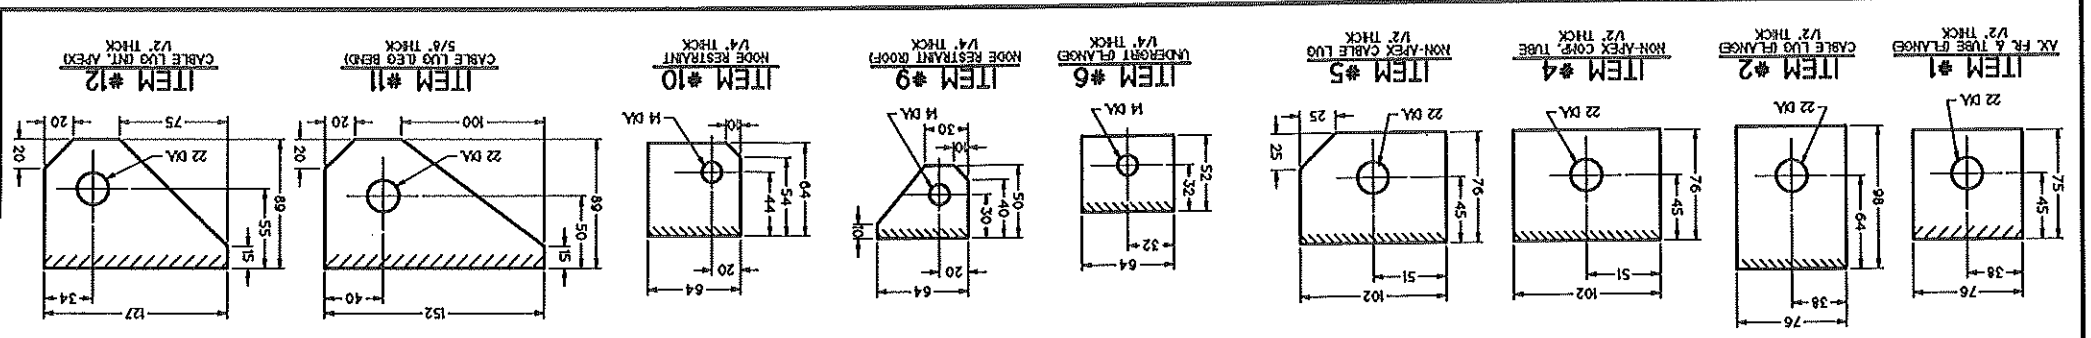 76
38
45
75
22 DIA.
ITEM #1
AX. FR. & TUBE (FLANGE)
1/2" THICK
76
38
64
98
22 DIA.
ITEM #2
CABLE LUG (FLANGE)
1/2" THICK
102
51
45
76
22 DIA.
ITEM #4
NON-APEX COMP. TUBE
1/2" THICK
102
51
45
76
22 DIA.
25
25
ITEM #5
NON-APEX CABLE LUG
1/2" THICK
64
32
32
52
14 DIA.
ITEM #6
UNDERGIRT (FLANGE)
1/4" THICK
64
20
10
30
40
50
14 DIA.
10
30
ITEM #9
NODE RESTRAINT (ROOF)
1/4" THICK
64
20
44
54
64
14 DIA.
10
ITEM #10
NODE RESTRAINT
1/4" THICK
152
40
15
50
89
22 DIA.
20
100
20
ITEM #11
CABLE LUG (LEG BEND)
5/8" THICK
127
34
15
55
89
22 DIA.
20
75
20
ITEM #12
CABLE LUG (INT. APEX)
1/2" THICK